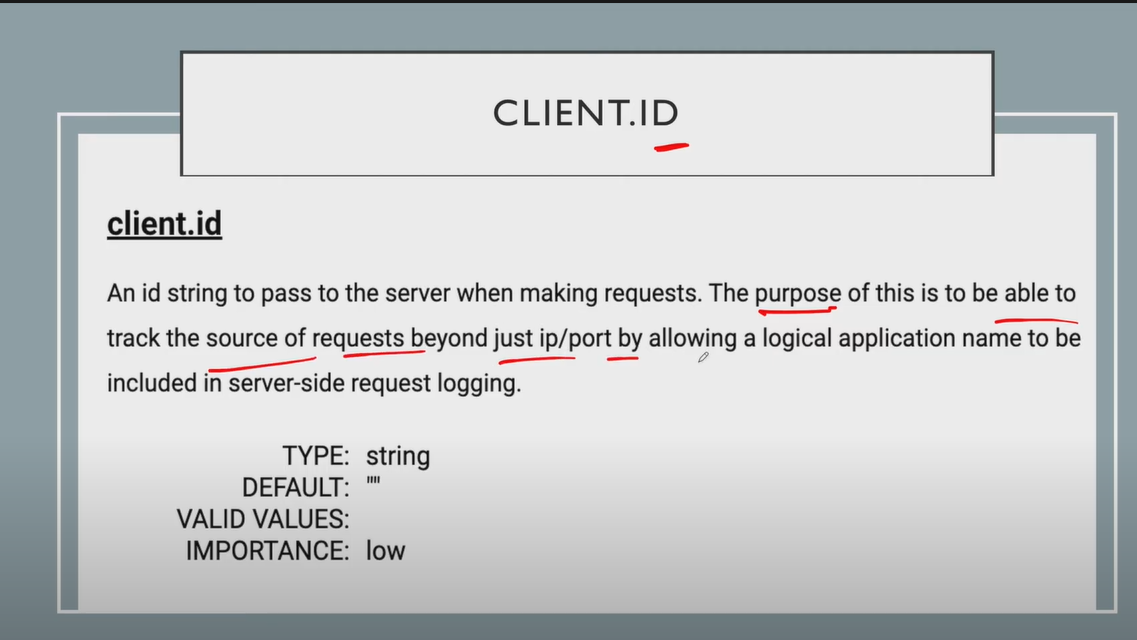 CLIENT.ID
client.id
An id string to pass to the server when making requests. The purpose of this is to be able to
track the source of requests beyond just ip/port by allowing a logical application name to be
included in server-side request logging.
TYPE: string
DEFAULT: ""
VALID VALUES:
IMPORTANCE: low